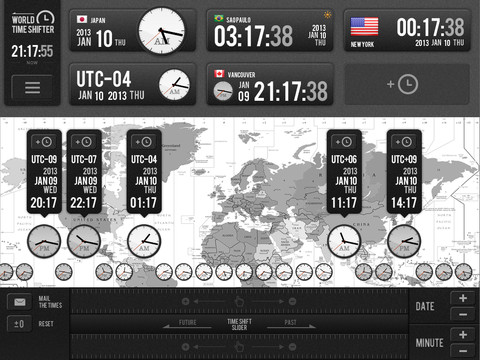 WORLD
TIME SHIFTER
21:17:55
NOW
JAPAN
2013
JAN
10 THU
AM
SAOPAULO
03:17:38
2013
JAN
10
THU
NEW YORK
00:17:38
2013 JAN 10 THU
UTC-04
JAN 10 2013 THU
VANCOUVER
JAN
09
21:17:38
+
UTC-09
2013
JAN 09
WED
20:17
PM
UTC-07
2013
JAN 09
WED
22:17
PM
UTC-04
2013
JAN 10
THU
01:17
AM
UTC+06
2013
JAN 10
THU
11:17
AM
UTC+09
2013
JAN 10
THU
14:17
PM
UNITED STATES
CHINA
MAIL
THE TIMES
±0
RESET
FUTURE
TIME SHIFT
SLIDER
PAST
DATE
+
−
MINUTE
+
−